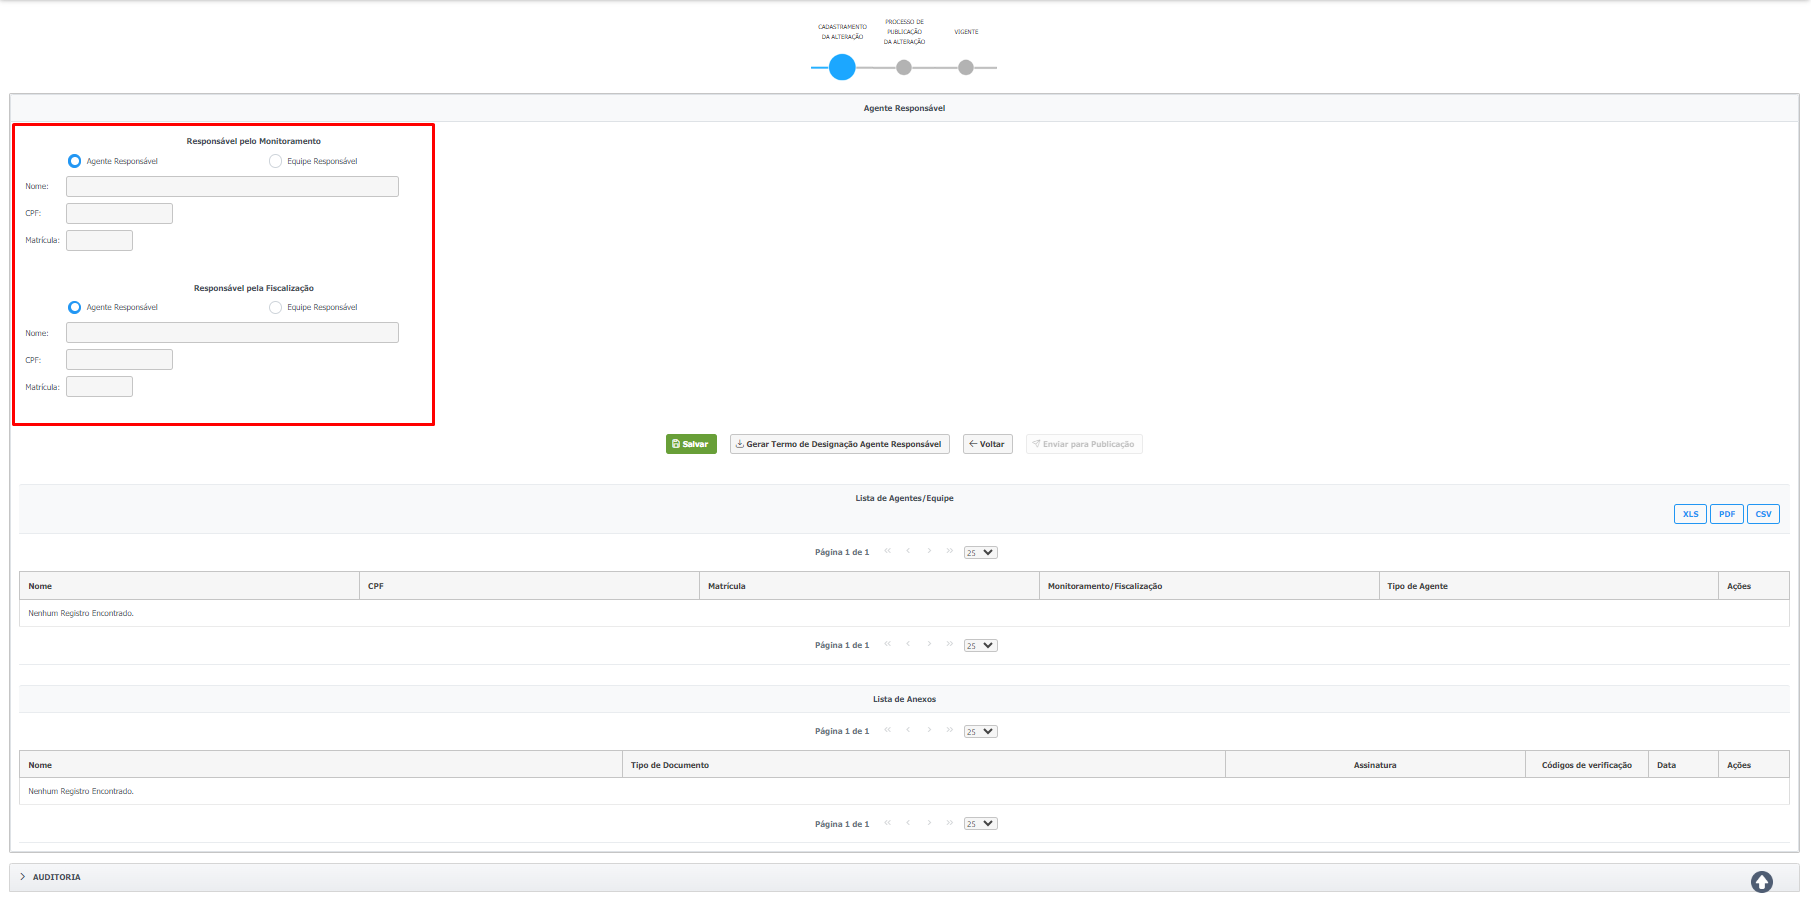 CADASTRAMENTO
DA ALTERAÇÃO
PROCESSO DE
PUBLICAÇÃO
DA ALTERAÇÃO
VIGENTE
Agente Responsável
Responsável pelo Monitoramento
Agente Responsável Equipe Responsável
Nome:
CPF:
Matrícula:
Responsável pela Fiscalização
Agente Responsável Equipe Responsável
Nome:
CPF:
Matrícula:
Salvar Gerar Termo de Designação Agente Responsável Voltar Enviar para Publicação
Lista de Agentes/Equipe
XLS PDF CSV
Página 1 de 1 « ‹ › » 25
Nome CPF Matrícula Monitoramento/Fiscalização Tipo de Agente Ações
Nenhum Registro Encontrado.
Página 1 de 1 « ‹ › » 25
Lista de Anexos
Página 1 de 1 « ‹ › » 25
Nome Tipo de Documento Assinatura Códigos de verificação Data Ações
Nenhum Registro Encontrado.
Página 1 de 1 « ‹ › » 25
AUDITORIA